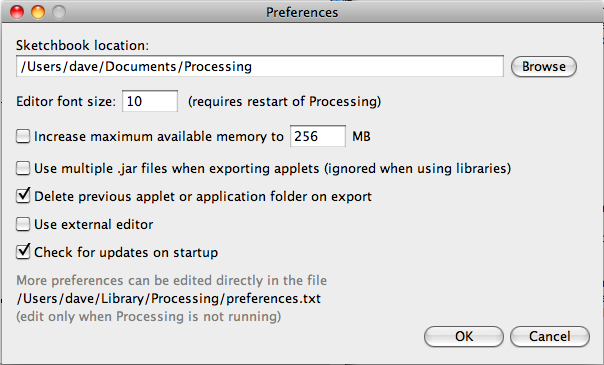 Preferences
Sketchbook location:
/Users/dave/Documents/Processing Browse
Editor font size: 10 (requires restart of Processing)
Increase maximum available memory to 256 MB
Use multiple .jar files when exporting applets (ignored when using libraries)
Delete previous applet or application folder on export
Use external editor
Check for updates on startup
More preferences can be edited directly in the file
/Users/dave/Library/Processing/preferences.txt
(edit only when Processing is not running)
OK Cancel